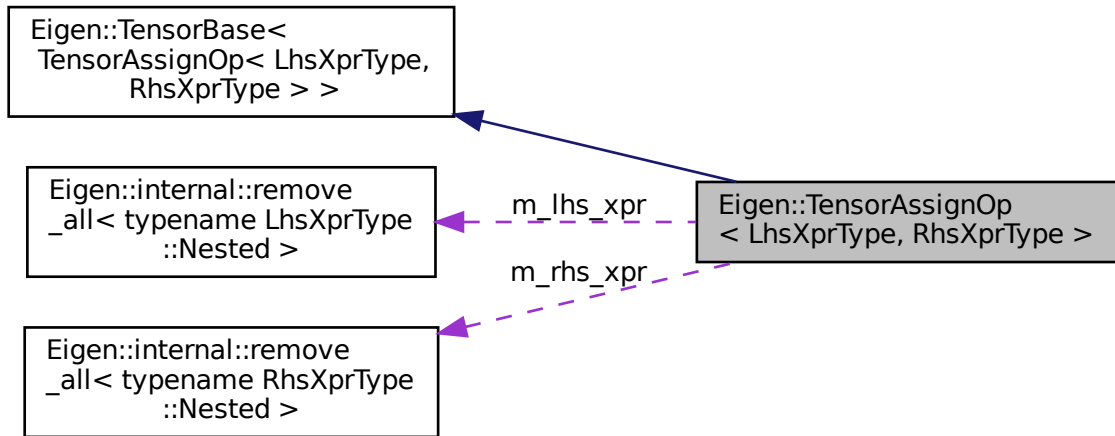 Eigen::TensorBase<
TensorAssignOp< LhsXprType,
RhsXprType > >
Eigen::internal::remove
_all< typename LhsXprType
::Nested >
m_lhs_xpr
Eigen::TensorAssignOp
< LhsXprType, RhsXprType >
m_rhs_xpr
Eigen::internal::remove
_all< typename RhsXprType
::Nested >